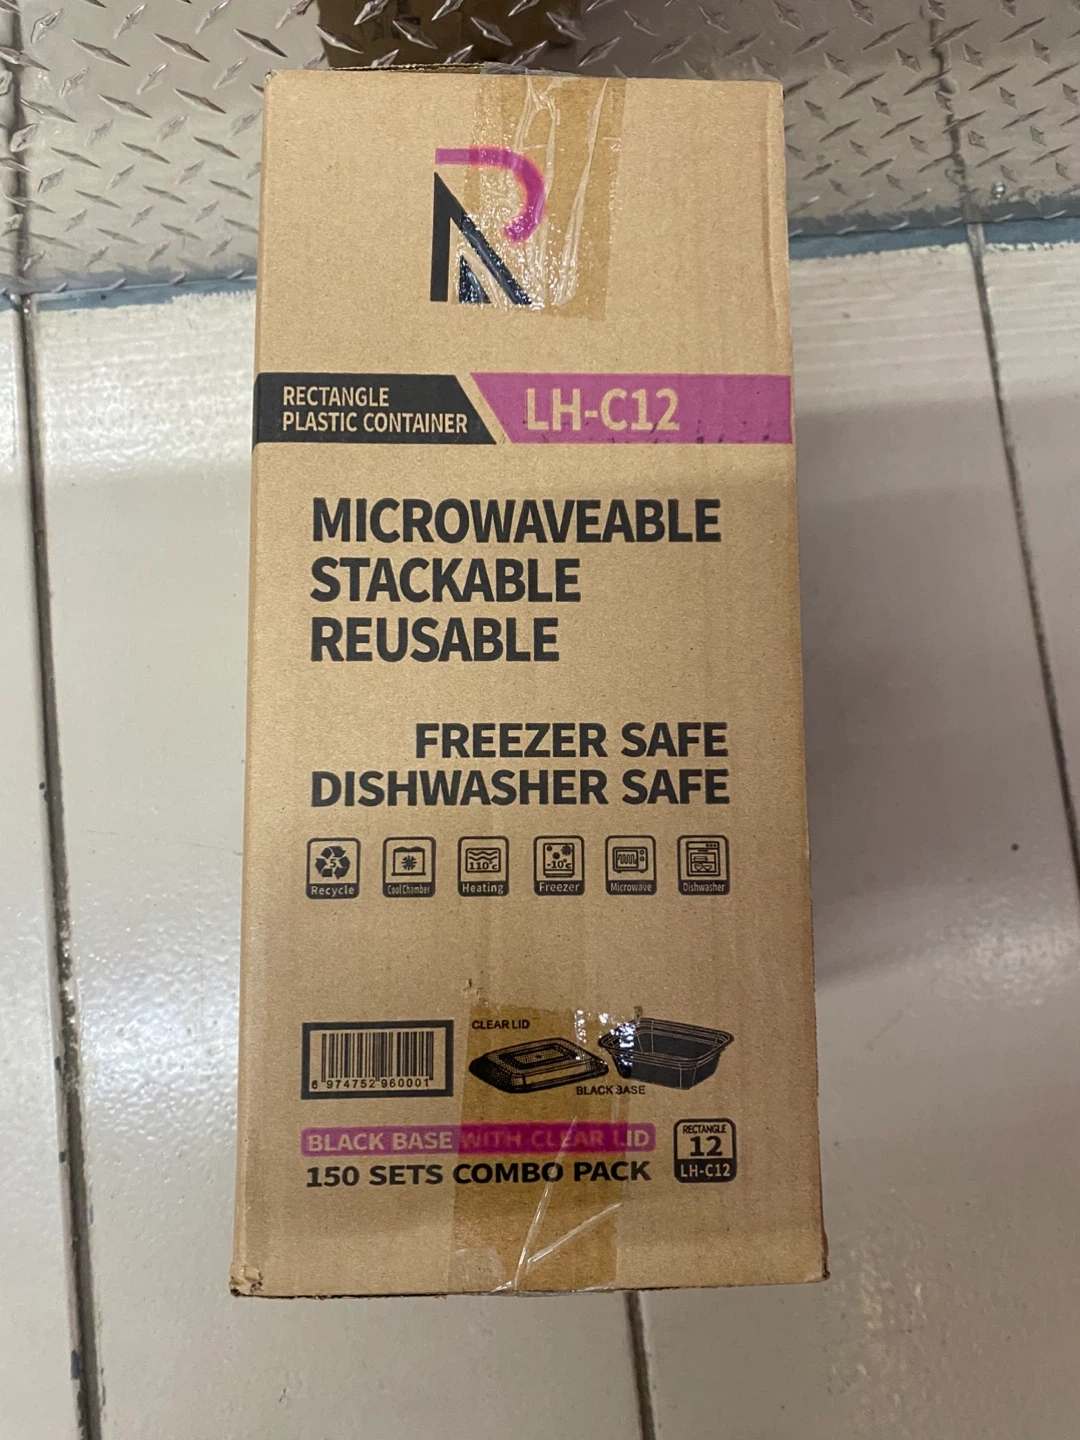 R
RECTANGLE
PLASTIC CONTAINER
LH-C12
MICROWAVEABLE
STACKABLE
REUSABLE
FREEZER SAFE
DISHWASHER SAFE
5
Recycle
Cool Chamber
110°C
Heating
-10°C
Freezer
Microwave
Dishwasher
CLEAR LID
BLACK BASE
6 974752 960001
BLACK BASE WITH CLEAR LID
150 SETS COMBO PACK
RECTANGLE
12
LH-C12